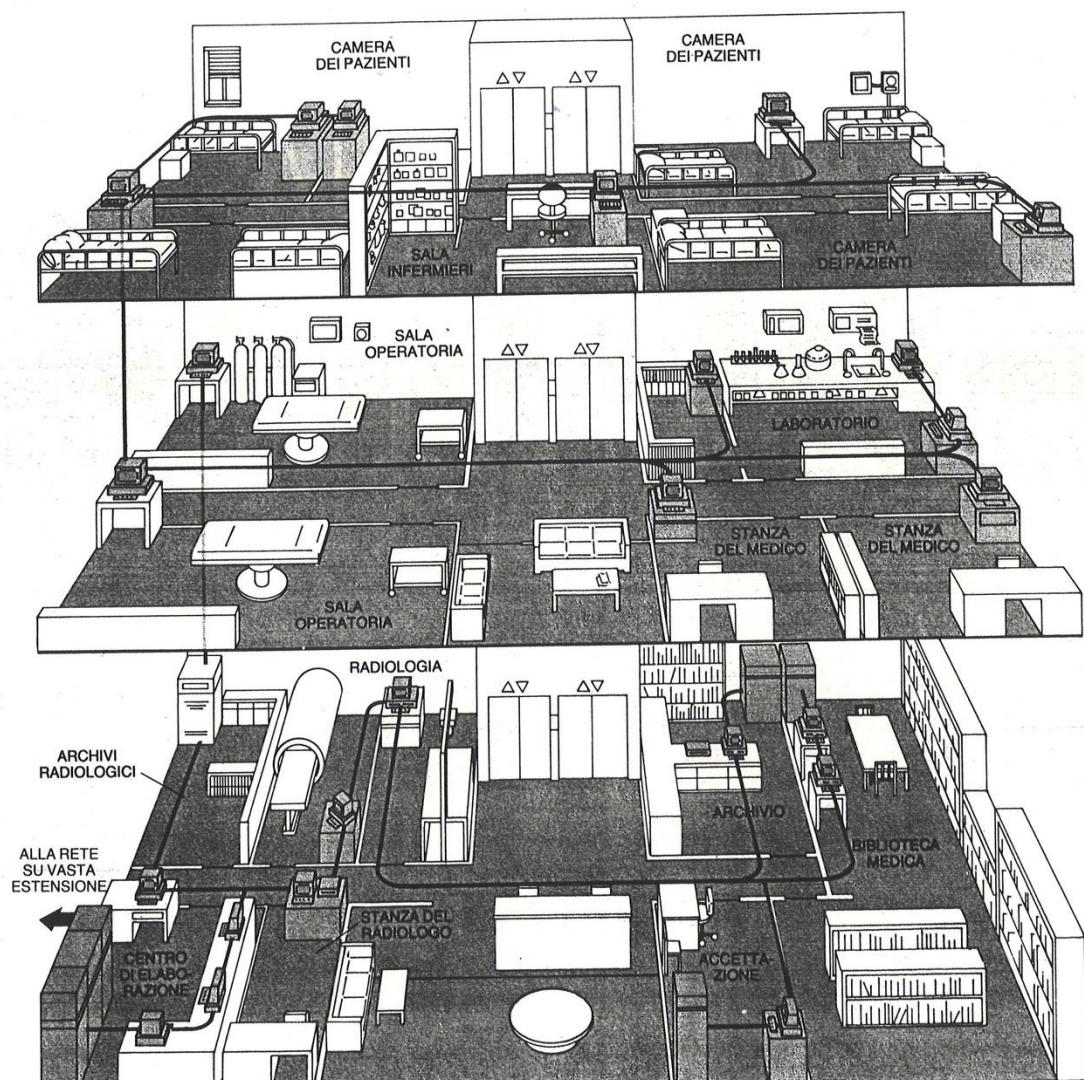 CAMERA
DEI PAZIENTI
CAMERA
DEI PAZIENTI
SALA
INFERMIERI
CAMERA
DEI PAZIENTI
SALA
OPERATORIA
LABORATORIO
STANZA
DEL MEDICO
STANZA
DEL MEDICO
SALA
OPERATORIA
RADIOLOGIA
ARCHIVI
RADIOLOGICI
ARCHIVIO
BIBLIOTECA
MEDICA
ALLA RETE
SU VASTA
ESTENSIONE
STANZA DEL
RADIOLOGO
CENTRO
DI ELABO-
RAZIONE
ACCETTA-
ZIONE